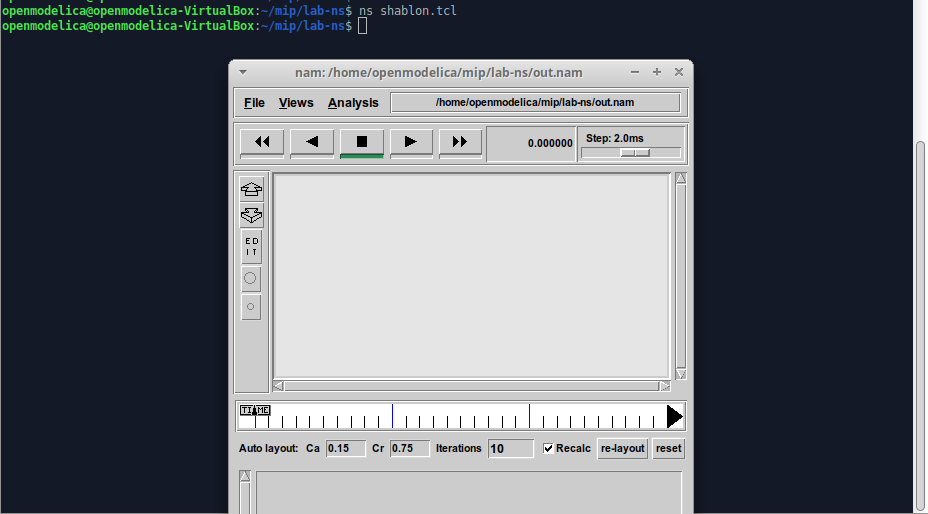 openmodelica@openmodelica-VirtualBox:~/mip/lab-ns$ ns shablon.tcl
openmodelica@openmodelica-VirtualBox:~/mip/lab-ns$
nam: /home/openmodelica/mip/lab-ns/out.nam
File Views Analysis /home/openmodelica/mip/lab-ns/out.nam
0.000000 Step: 2.0ms
ED
IT
TIME
Auto layout: Ca 0.15 Cr 0.75 Iterations 10 Recalc re-layout reset